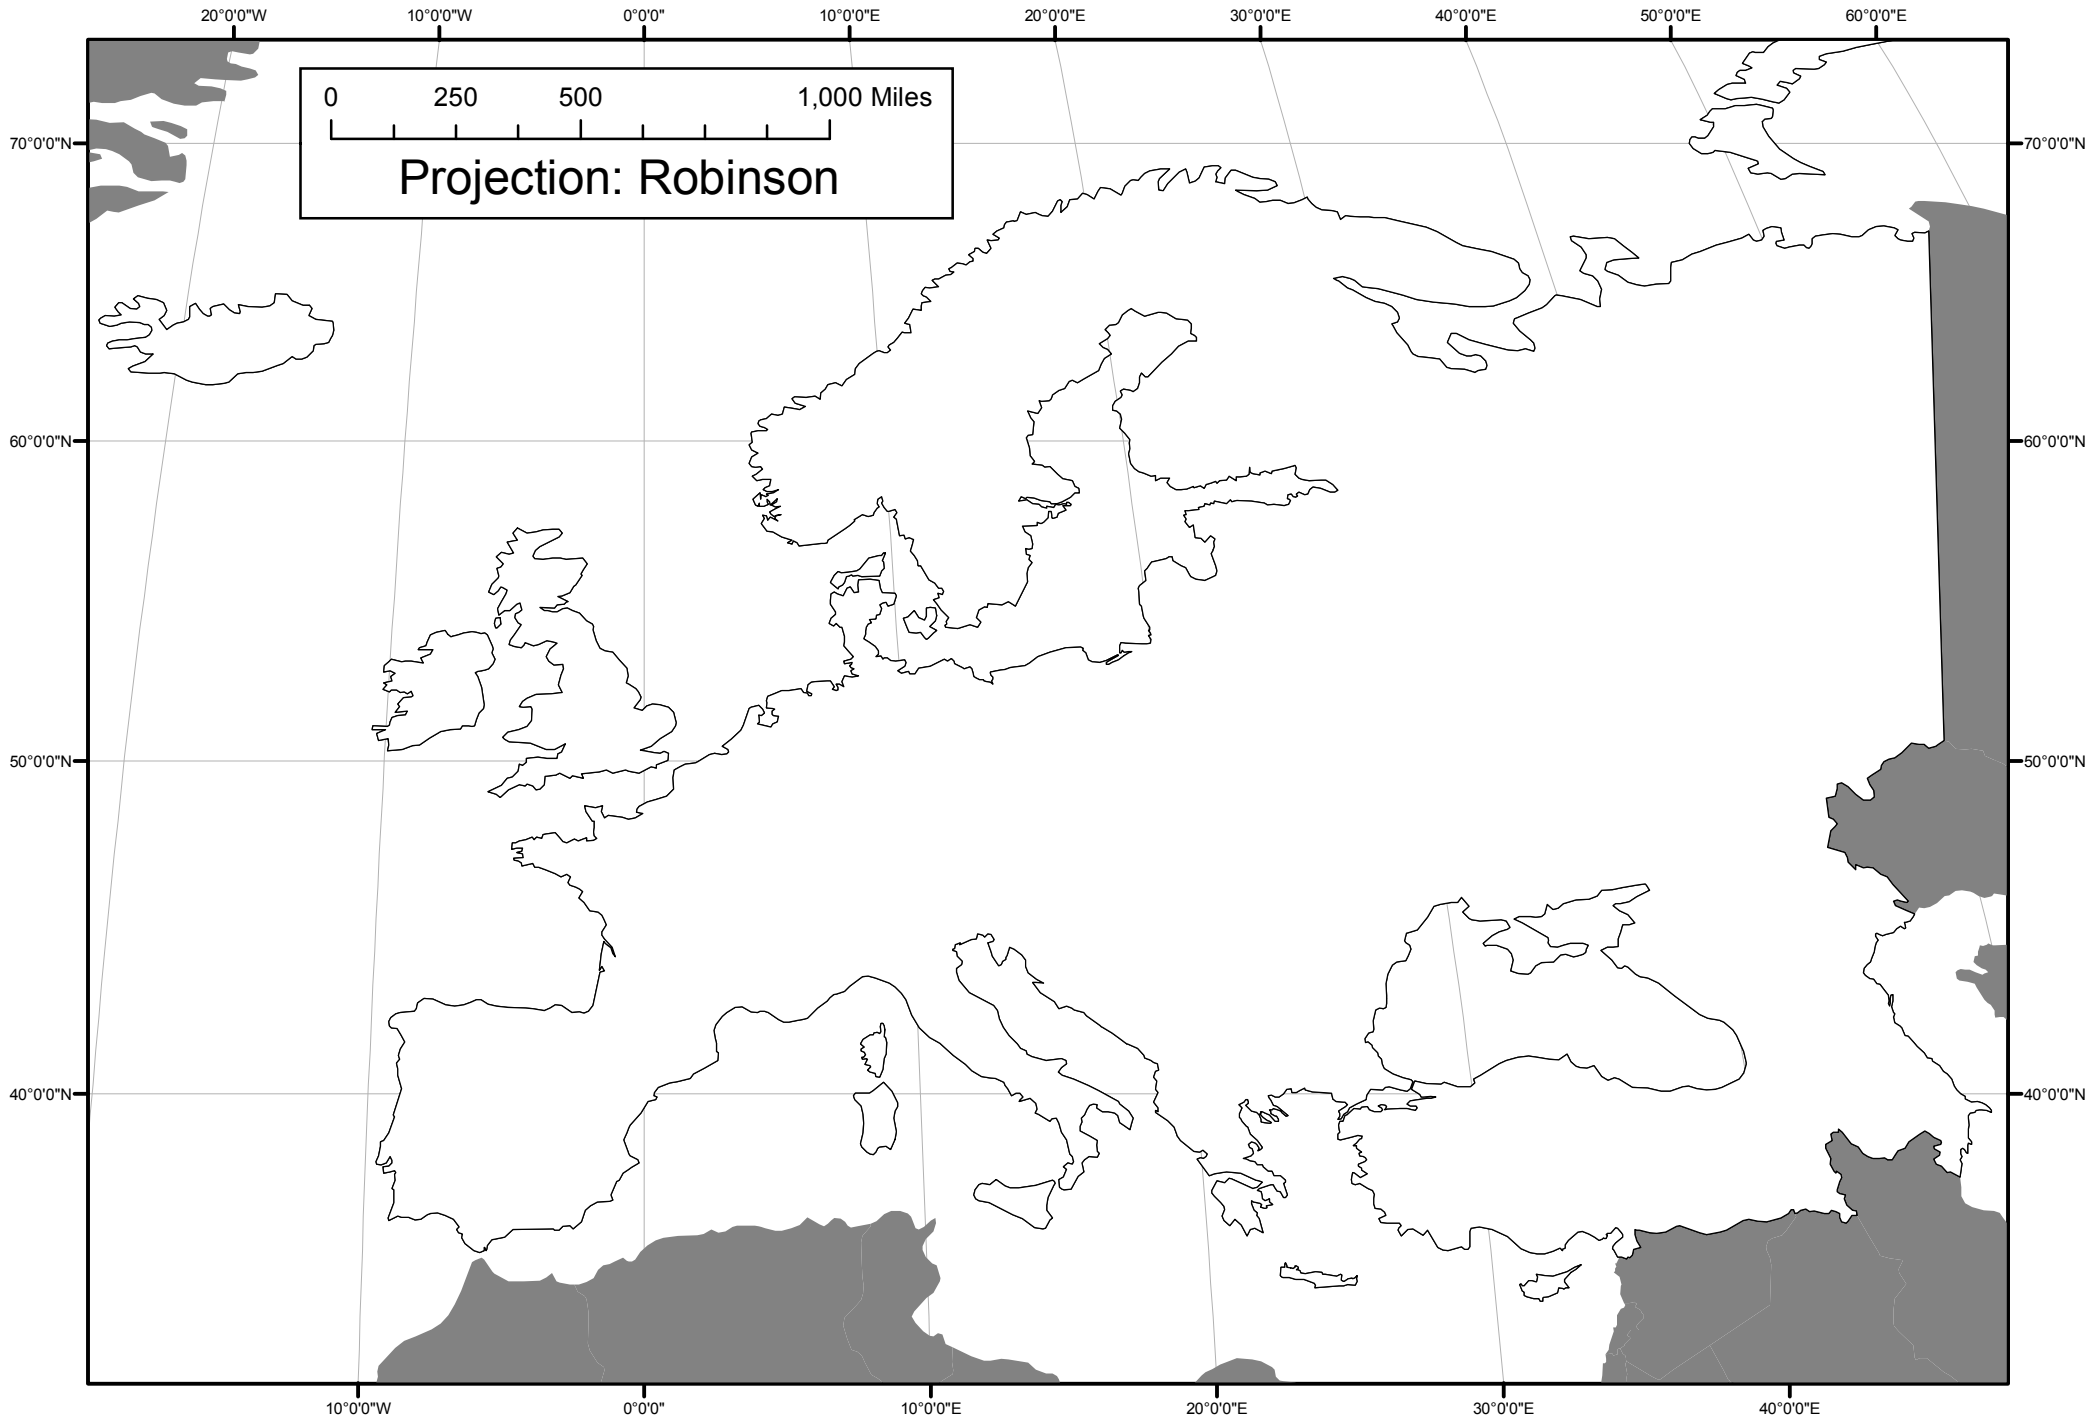 20°0'0"W 10°0'0"W 0°0'0" 10°0'0"E 20°0'0"E 30°0'0"E 40°0'0"E 50°0'0"E 60°0'0"E
0 250 500 1,000 Miles
Projection: Robinson
70°0'0"N 70°0'0"N
60°0'0"N 60°0'0"N
50°0'0"N 50°0'0"N
40°0'0"N 40°0'0"N
10°0'0"W 0°0'0" 10°0'0"E 20°0'0"E 30°0'0"E 40°0'0"E